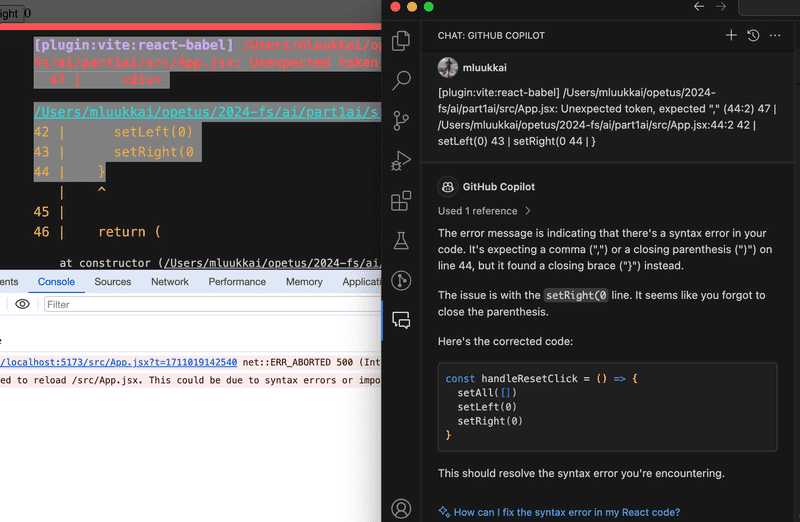 ight 0
[plugin:vite:react-babel] /Users/mluukkai/op
fs/ai/part1ai/src/App.jsx: Unexpected token
47 | <div>
/Users/mluukkai/opetus/2024-fs/ai/part1ai/s
42 | setLeft(0)
43 | setRight(0
44 | }
| ^
45 |
46 | return (
at constructor (/Users/mluukkai/opetus/2024-fs/ai/
ents Console Sources Network Performance Memory Applicati
Filter
/localhost:5173/src/App.jsx?t=1711019142540 net::ERR_ABORTED 500 (Int
ed to reload /src/App.jsx. This could be due to syntax errors or impo
CHAT: GITHUB COPILOT
mluukkai
[plugin:vite:react-babel] /Users/mluukkai/opetus/2024-
fs/ai/part1ai/src/App.jsx: Unexpected token, expected "," (44:2) 47 |
/Users/mluukkai/opetus/2024-fs/ai/part1ai/src/App.jsx:44:2 42 |
setLeft(0) 43 | setRight(0 44 | }
GitHub Copilot
Used 1 reference
The error message is indicating that there's a syntax error in your
code. It's expecting a comma (",") or a closing parenthesis (")") on
line 44, but it found a closing brace ("}") instead.
The issue is with the setRight(0 line. It seems like you forgot to
close the parenthesis.
Here's the corrected code:
const handleResetClick = () => {
setAll([])
setLeft(0)
setRight(0)
}
This should resolve the syntax error you're encountering.
How can I fix the syntax error in my React code?